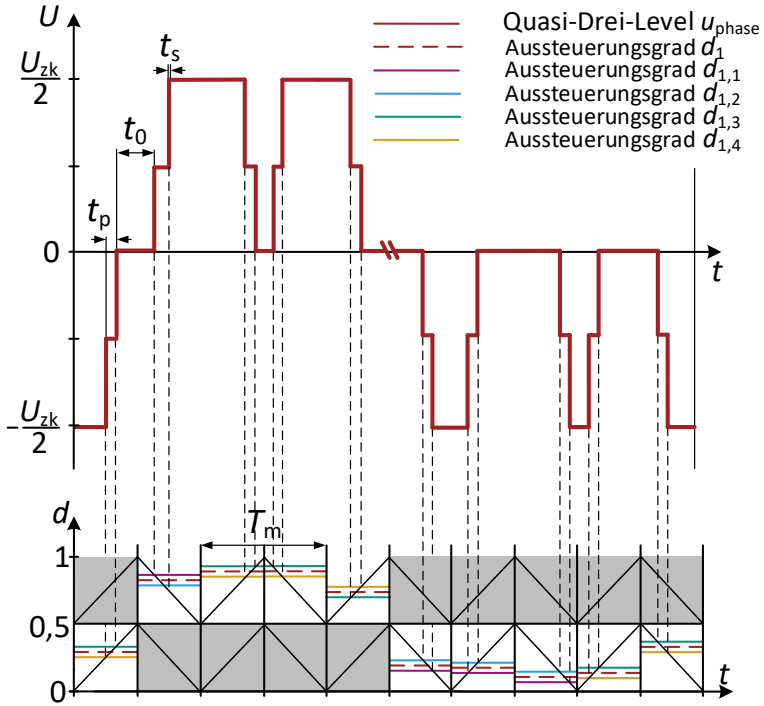 U
Quasi-Drei-Level u_phase
Aussteuerungsgrad d_1
Aussteuerungsgrad d_1,1
Aussteuerungsgrad d_1,2
Aussteuerungsgrad d_1,3
Aussteuerungsgrad d_1,4
U_zk/2
t_s
t_0
t_p
0
t
-U_zk/2
d
T_m
1
0,5
0
t